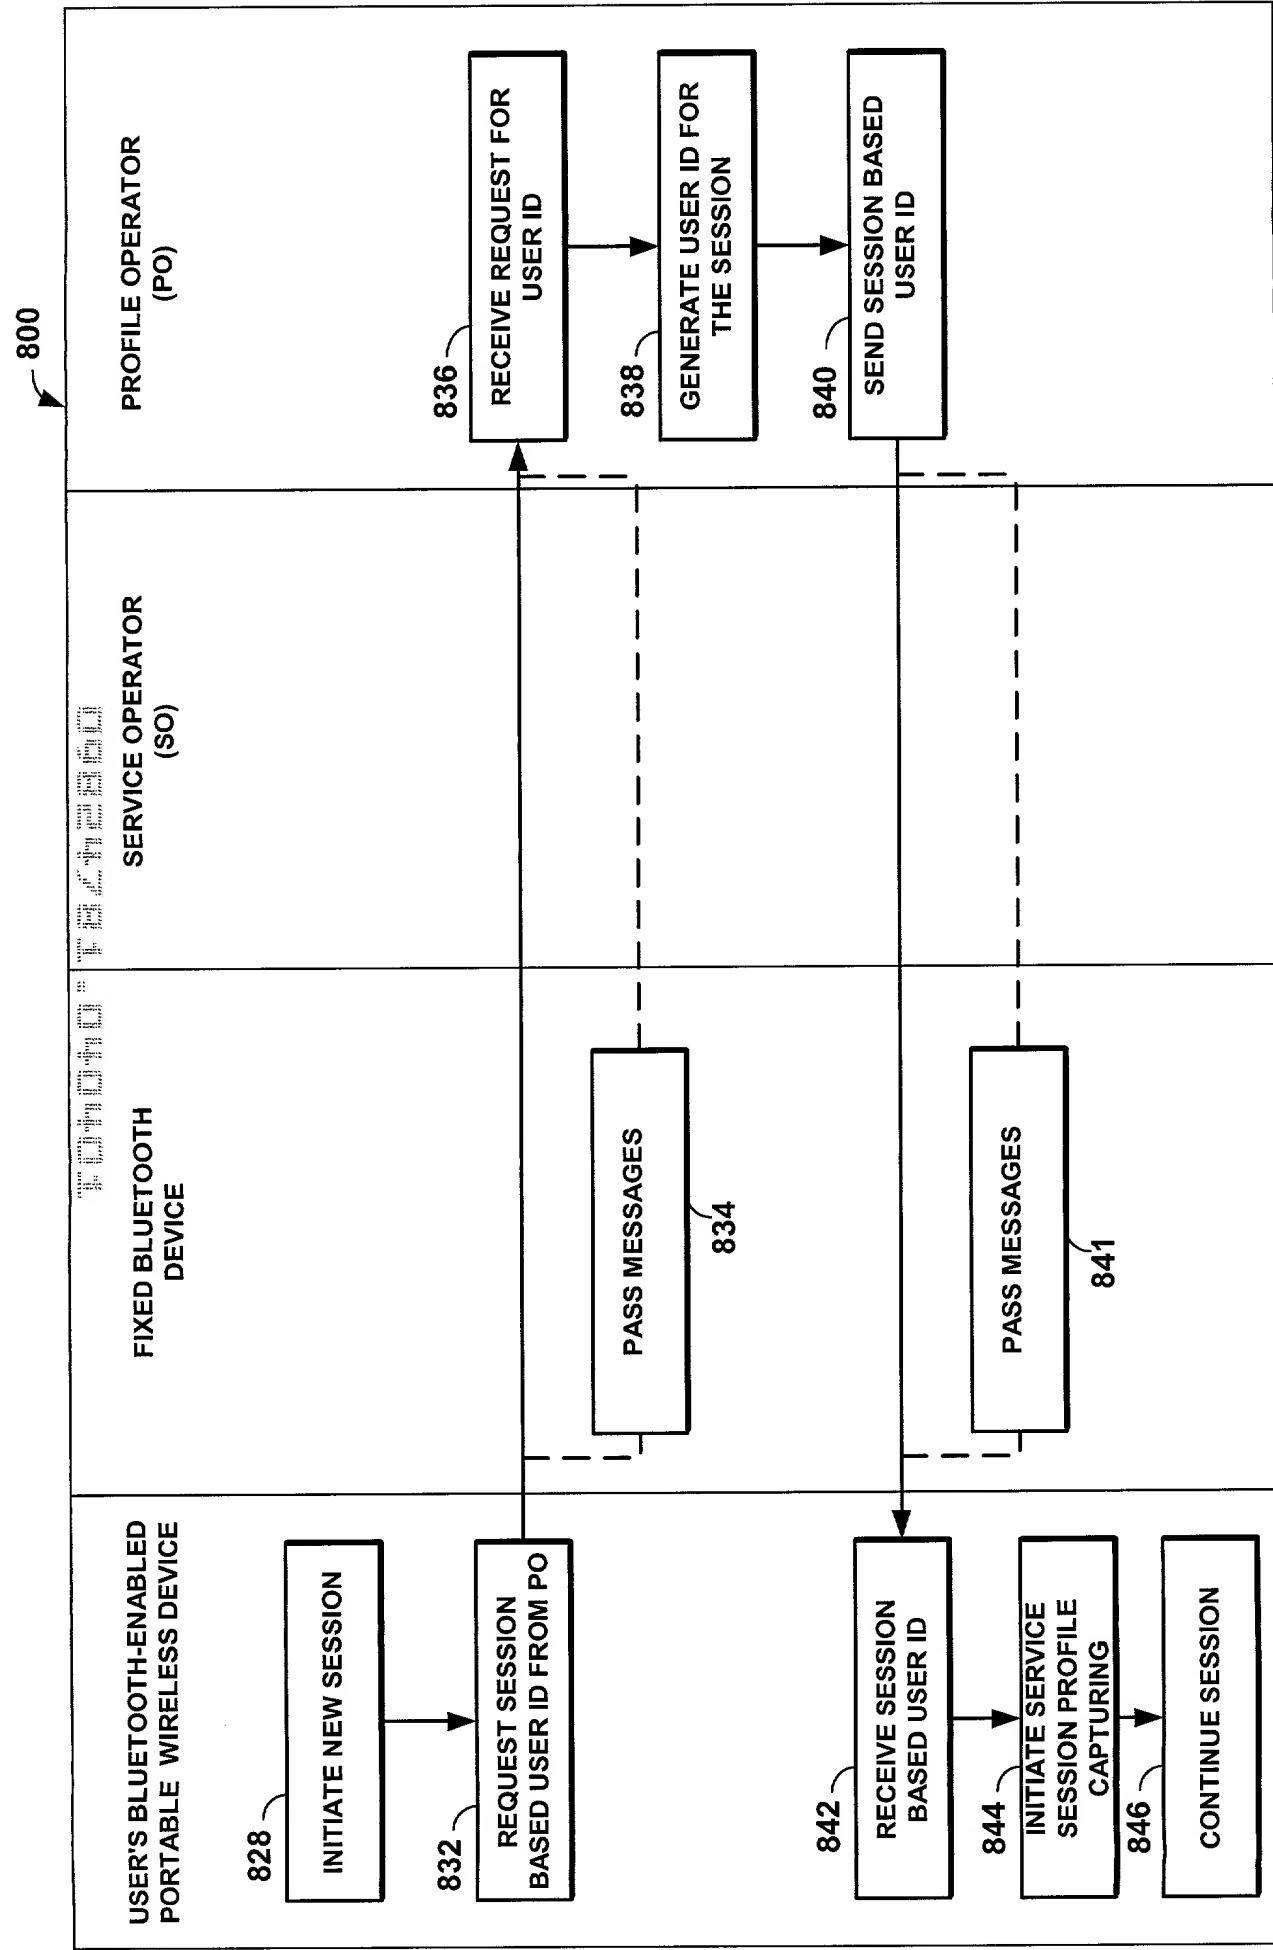 800
USER'S BLUETOOTH-ENABLED
PORTABLE WIRELESS DEVICE
FIXED BLUETOOTH
DEVICE
SERVICE OPERATOR
(SO)
PROFILE OPERATOR
(PO)
828
INITIATE NEW SESSION
832
REQUEST SESSION
BASED USER ID FROM PO
PASS MESSAGES
834
836
RECEIVE REQUEST FOR
USER ID
838
GENERATE USER ID FOR
THE SESSION
840
SEND SESSION BASED
USER ID
PASS MESSAGES
841
842
RECEIVE SESSION
BASED USER ID
844
INITIATE SERVICE
SESSION PROFILE
CAPTURING
846
CONTINUE SESSION